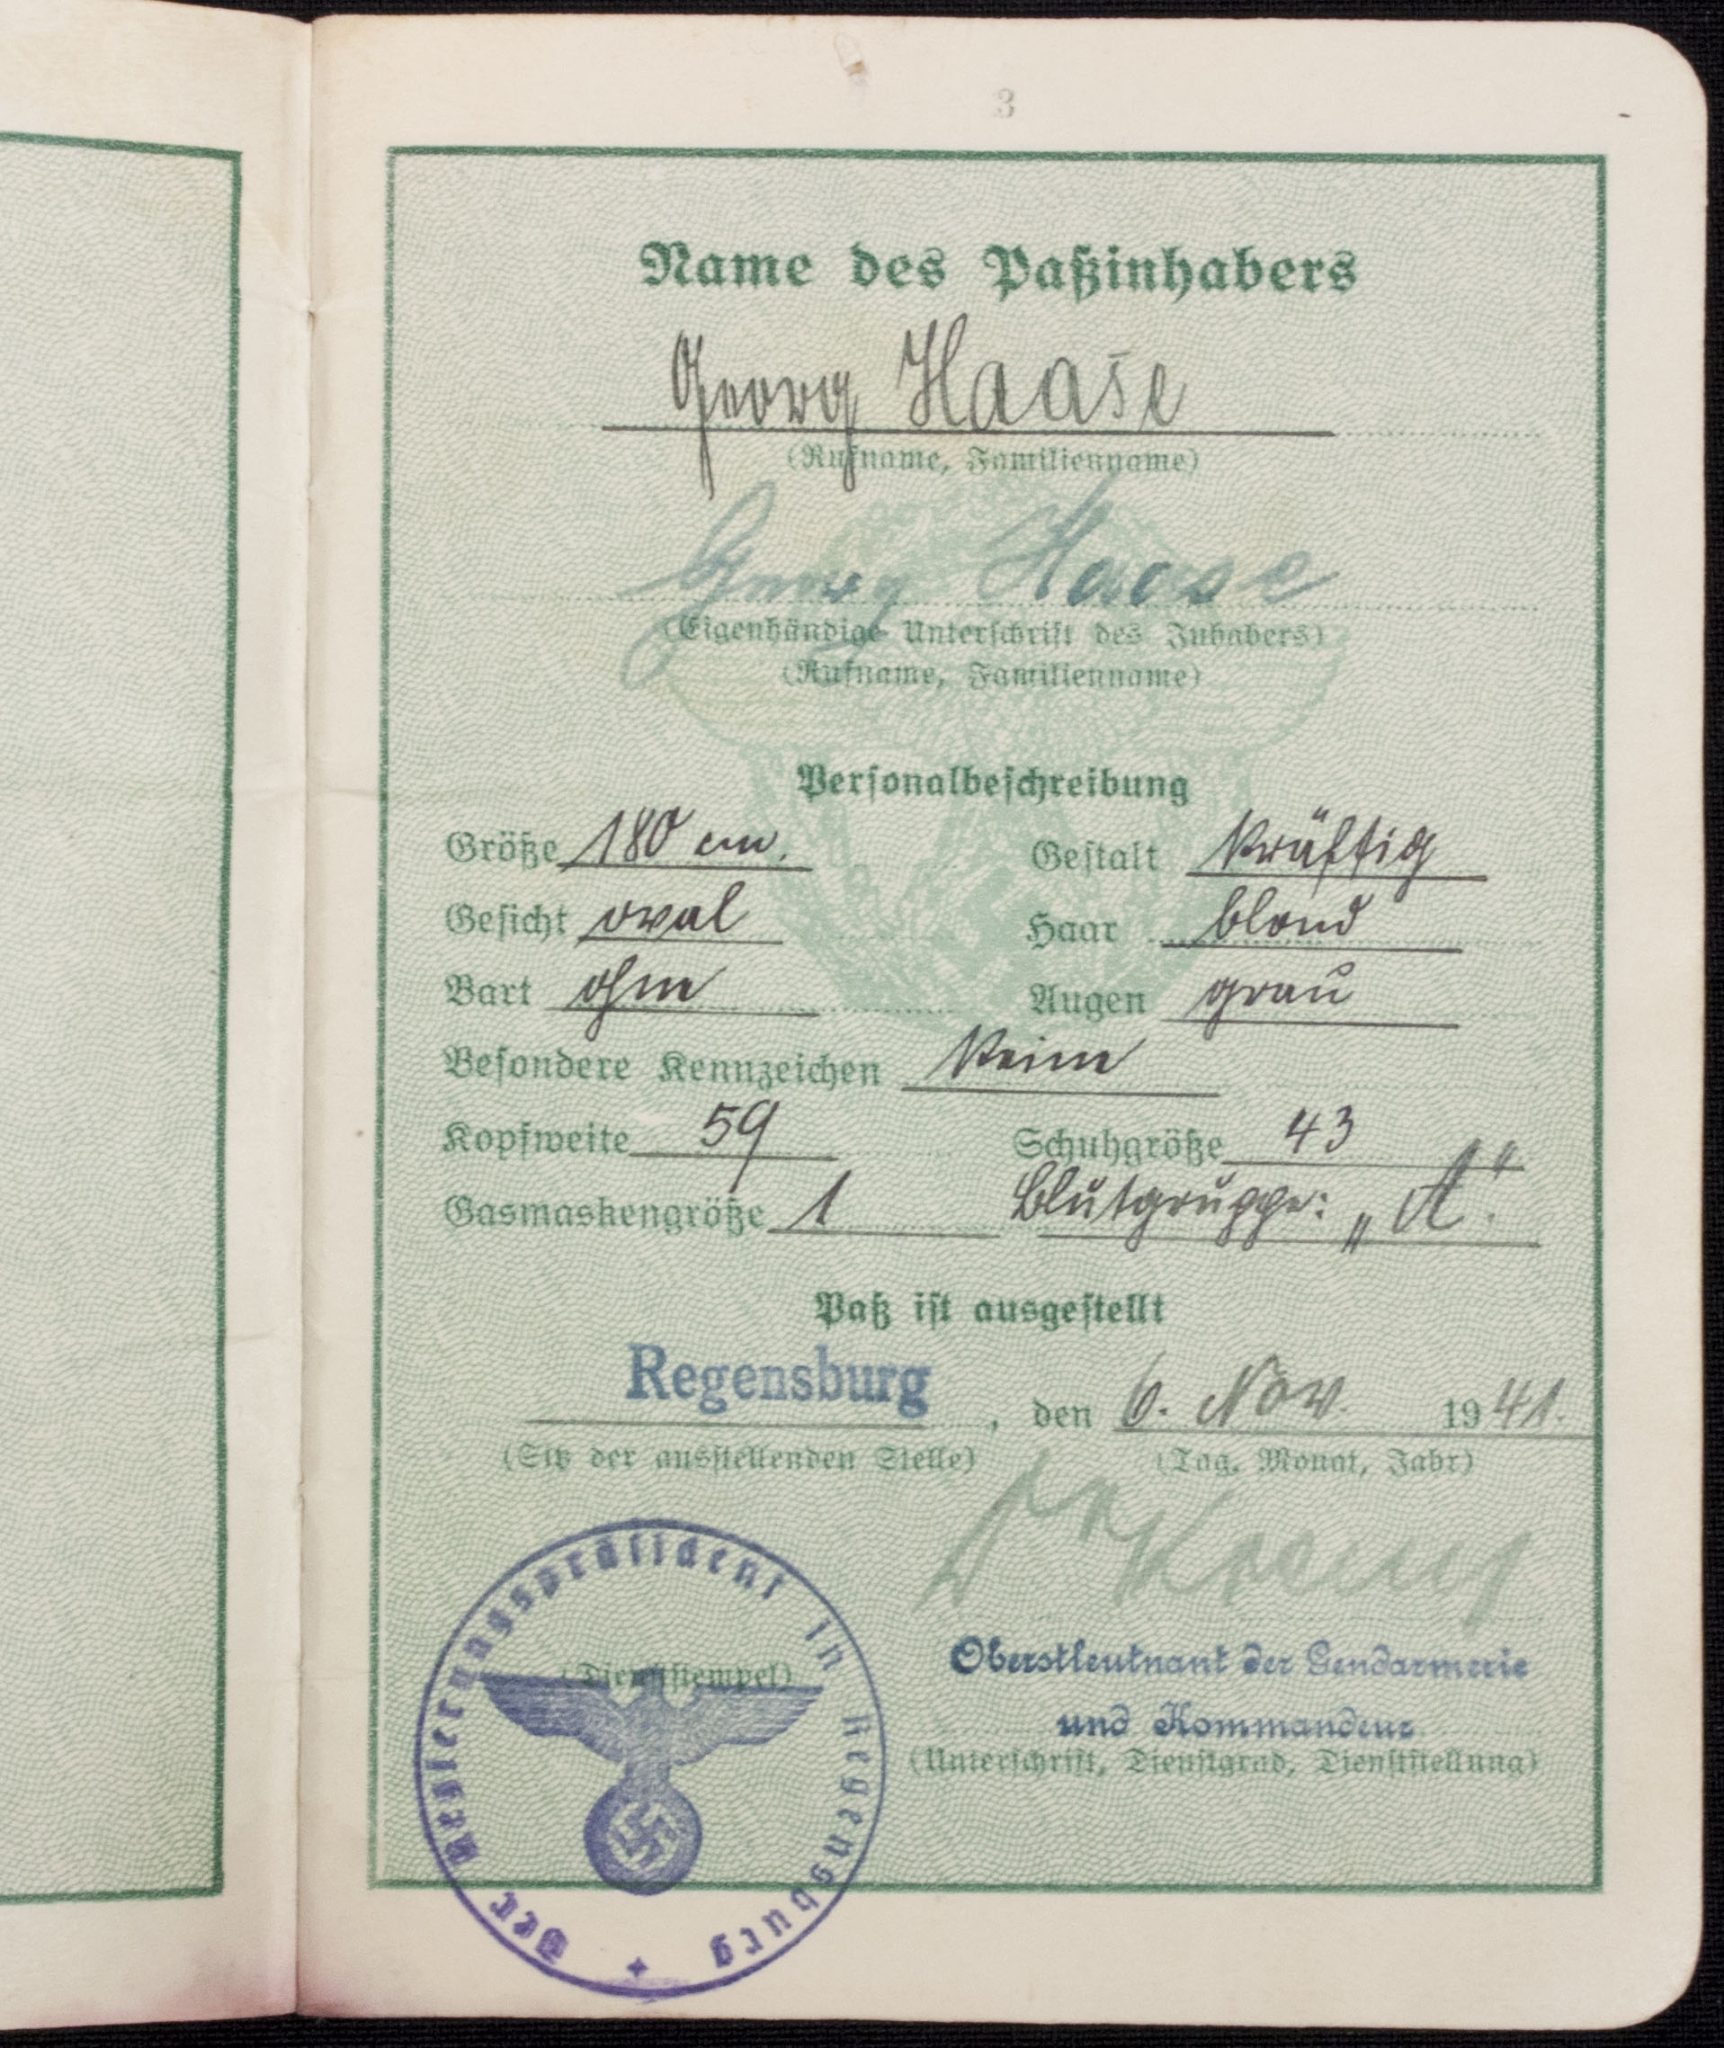 3
Name des Paßinhabers
Georg Haase
(Rufname, Familienname)
Georg Haase
(Eigenhändige Unterschrift des Inhabers)
(Rufname, Familienname)
Personalbeschreibung
Größe 180 cm. Gestalt kräftig
Gesicht oval Haar blond
Bart ohne Augen grau
Besondere Kennzeichen keine
Kopfweite 59 Schuhgröße 43
Gasmaskengröße 1 Blutgruppe: „A“.
Paß ist ausgestellt
Regensburg, den 6. Nov. 1941.
(Sitz der ausstellenden Stelle) (Tag, Monat, Jahr)
Der Regierungspräsident in Regensburg
(Dienststempel)
Oberstleutnant der Gendarmerie
und Kommandeur
(Unterschrift, Dienstgrad, Dienststellung)